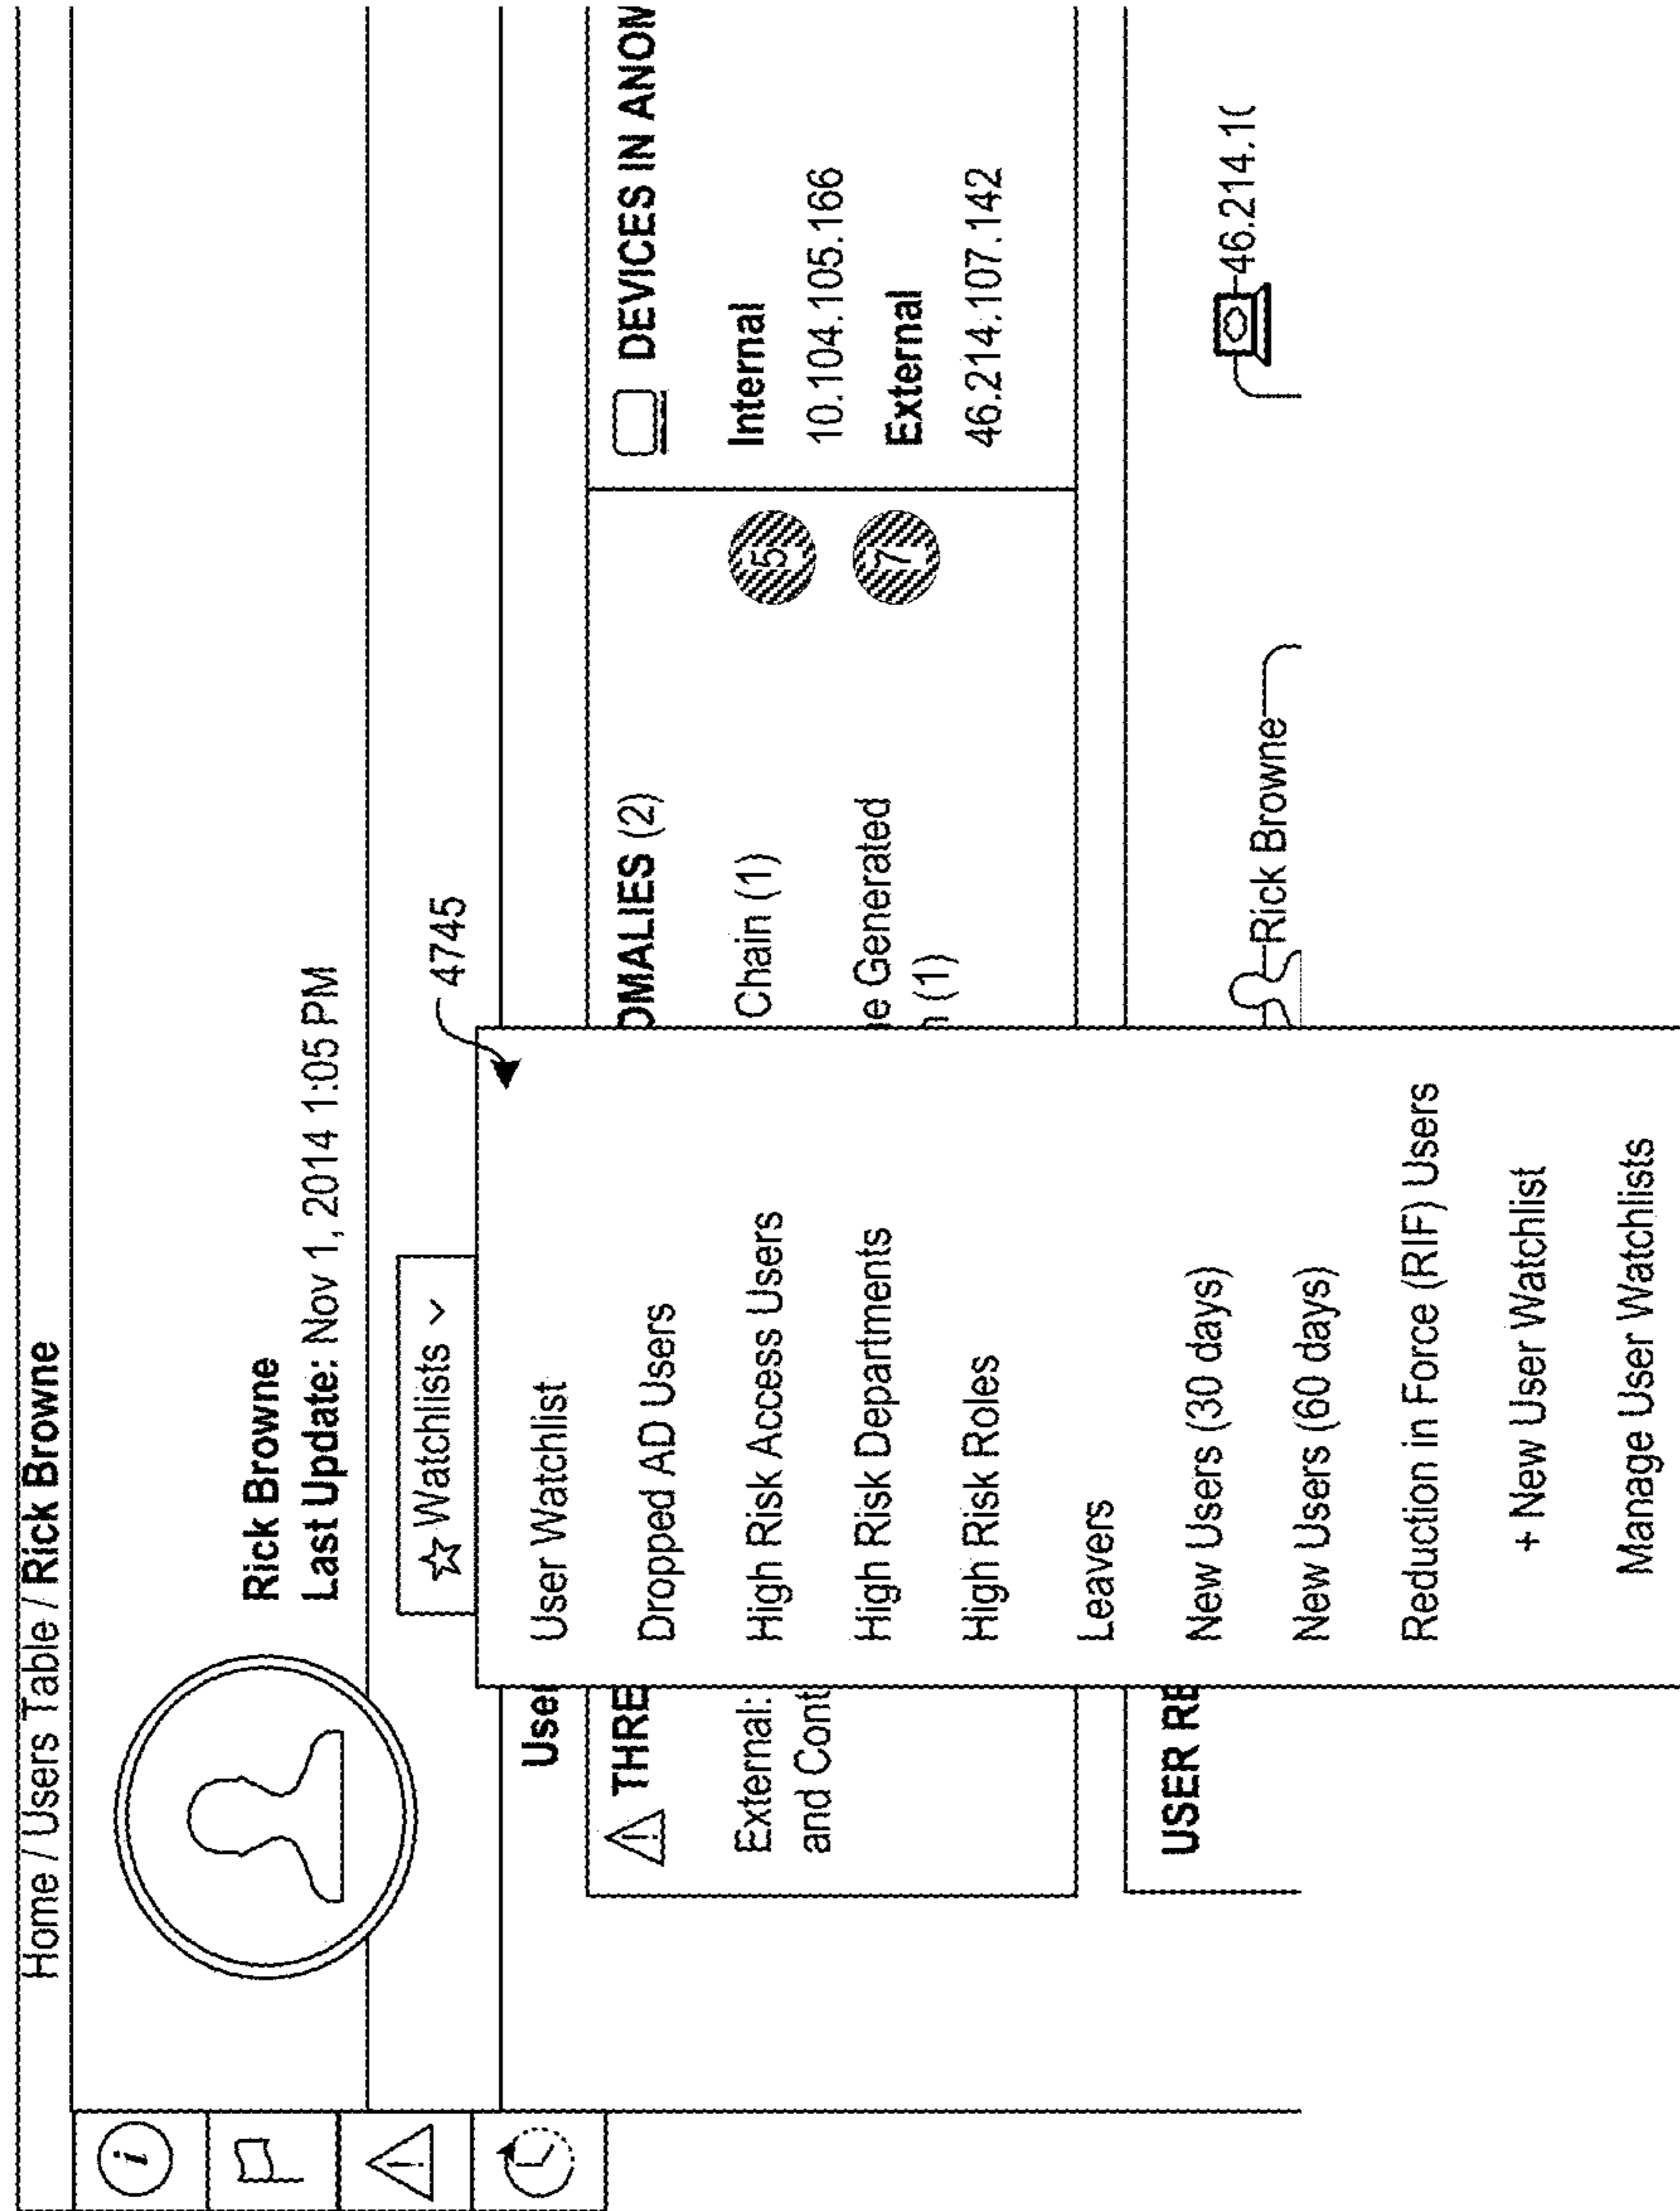 Home / Users Table / Rick Browne
i
Rick Browne
Last Update: Nov 1, 2014 1:05 PM
Watchlists
4745
User Watchlist
Dropped AD Users
High Risk Access Users
High Risk Departments
High Risk Roles
Leavers
New Users (30 days)
New Users (60 days)
Reduction in Force (RIF) Users
+ New User Watchlist
Manage User Watchlists
Use
THRE
External:
and Cont
OMALIES (2)
Chain (1)
5
e Generated
7
n (1)
DEVICES IN ANOM
Internal
10.104.105.166
External
46.214.107.142
USER RE
Rick Browne
46.214.1